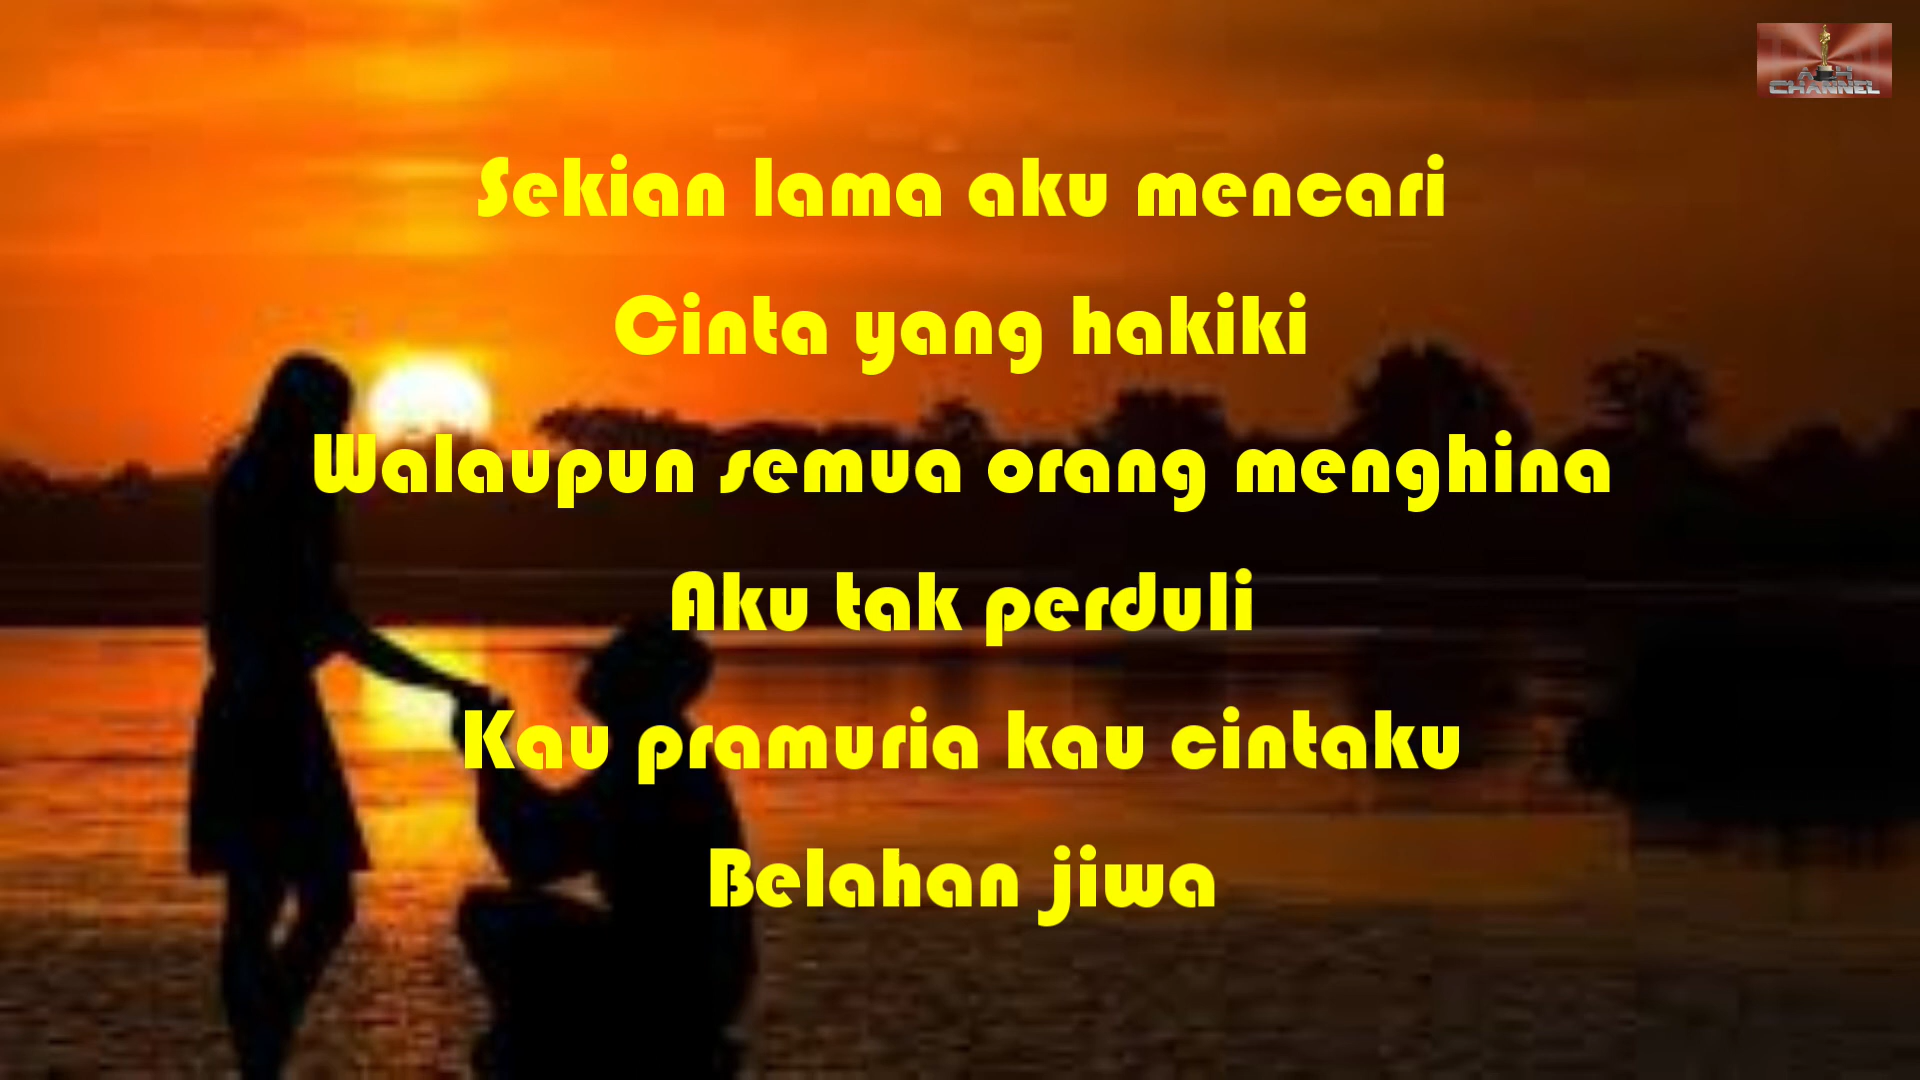 Sekian lama aku mencari
Cinta yang hakiki
Walaupun semua orang menghina
Aku tak perduli
Kau pramuria kau cintaku
Belahan jiwa
CHANNEL